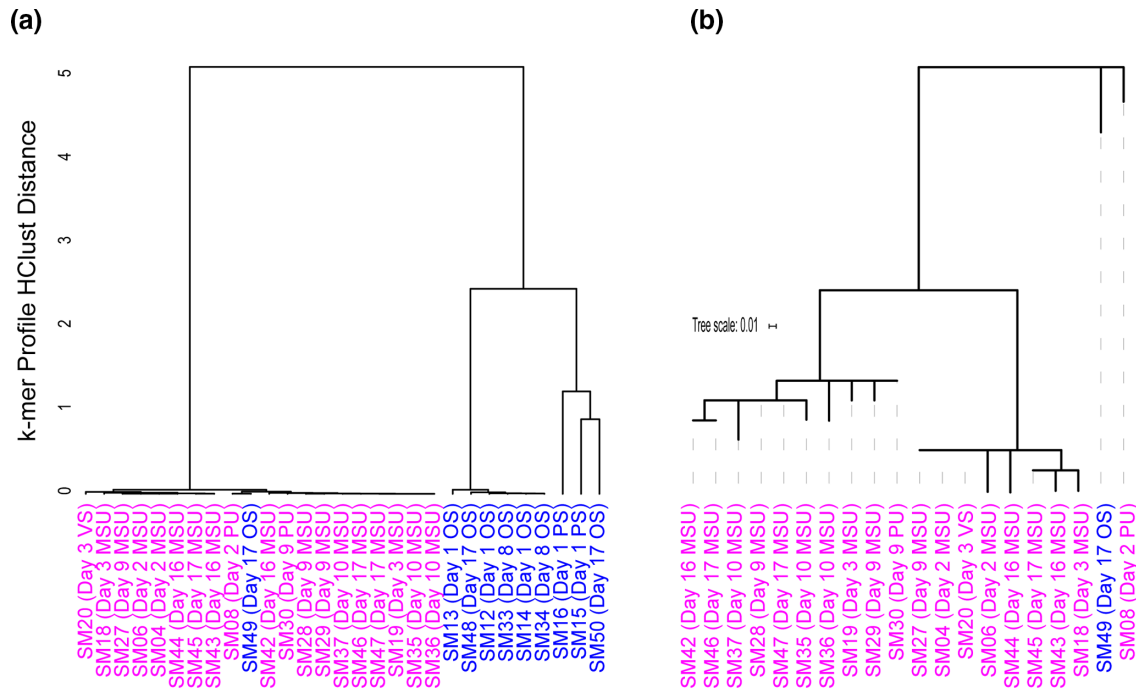 (a)
(b)
k-mer Profile HClust Distance
5
4
3
2
1
0
SM20 (Day 3 VS)
SM18 (Day 3 MSU)
SM27 (Day 9 MSU)
SM06 (Day 2 MSU)
SM04 (Day 2 MSU)
SM44 (Day 16 MSU)
SM45 (Day 17 MSU)
SM43 (Day 16 MSU)
SM08 (Day 2 PU)
SM49 (Day 17 OS)
SM42 (Day 16 MSU)
SM30 (Day 9 PU)
SM28 (Day 9 MSU)
SM29 (Day 9 MSU)
SM37 (Day 10 MSU)
SM46 (Day 17 MSU)
SM47 (Day 17 MSU)
SM19 (Day 3 MSU)
SM35 (Day 10 MSU)
SM36 (Day 10 MSU)
SM13 (Day 1 OS)
SM48 (Day 17 OS)
SM12 (Day 1 OS)
SM33 (Day 8 OS)
SM14 (Day 1 OS)
SM34 (Day 8 OS)
SM16 (Day 1 PS)
SM15 (Day 1 PS)
SM50 (Day 17 OS)
Tree scale: 0.01
SM42 (Day 16 MSU)
SM46 (Day 17 MSU)
SM37 (Day 10 MSU)
SM28 (Day 9 MSU)
SM47 (Day 17 MSU)
SM35 (Day 10 MSU)
SM36 (Day 10 MSU)
SM19 (Day 3 MSU)
SM29 (Day 9 MSU)
SM30 (Day 9 PU)
SM27 (Day 9 MSU)
SM04 (Day 2 MSU)
SM20 (Day 3 VS)
SM06 (Day 2 MSU)
SM44 (Day 16 MSU)
SM45 (Day 17 MSU)
SM43 (Day 16 MSU)
SM18 (Day 3 MSU)
SM49 (Day 17 OS)
SM08 (Day 2 PU)